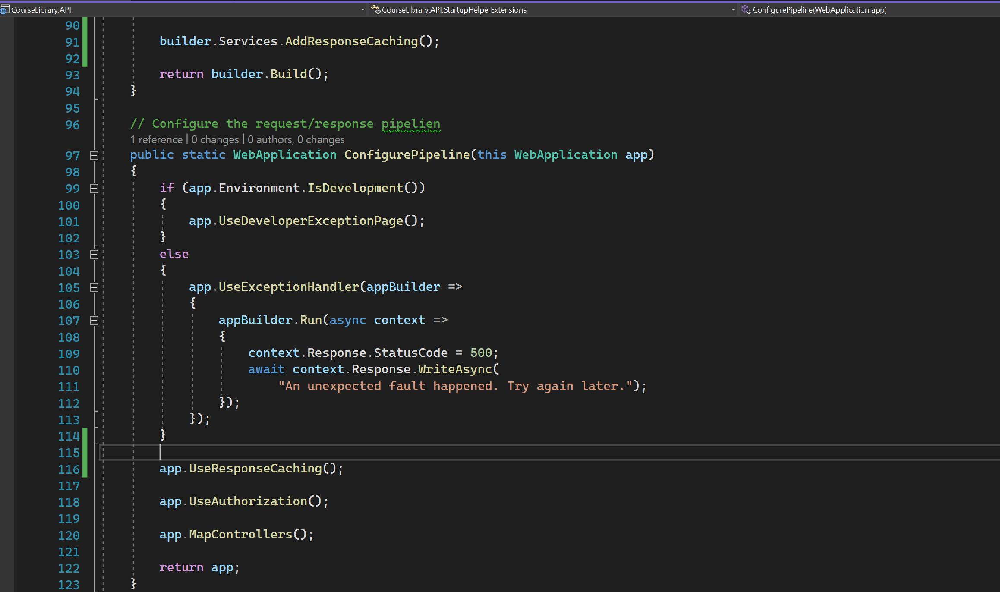 CourseLibrary.API CourseLibrary.API.StartupHelperExtensions ConfigurePipeline(WebApplication app)
90
91 builder.Services.AddResponseCaching();
92
93 return builder.Build();
94 }
95
96 // Configure the request/response pipelien
1 reference | 0 changes | 0 authors, 0 changes
97 public static WebApplication ConfigurePipeline(this WebApplication app)
98 {
99 if (app.Environment.IsDevelopment())
100 {
101 app.UseDeveloperExceptionPage();
102 }
103 else
104 {
105 app.UseExceptionHandler(appBuilder =>
106 {
107 appBuilder.Run(async context =>
108 {
109 context.Response.StatusCode = 500;
110 await context.Response.WriteAsync(
111 "An unexpected fault happened. Try again later.");
112 });
113 });
114 }
115
116 app.UseResponseCaching();
117
118 app.UseAuthorization();
119
120 app.MapControllers();
121
122 return app;
123 }